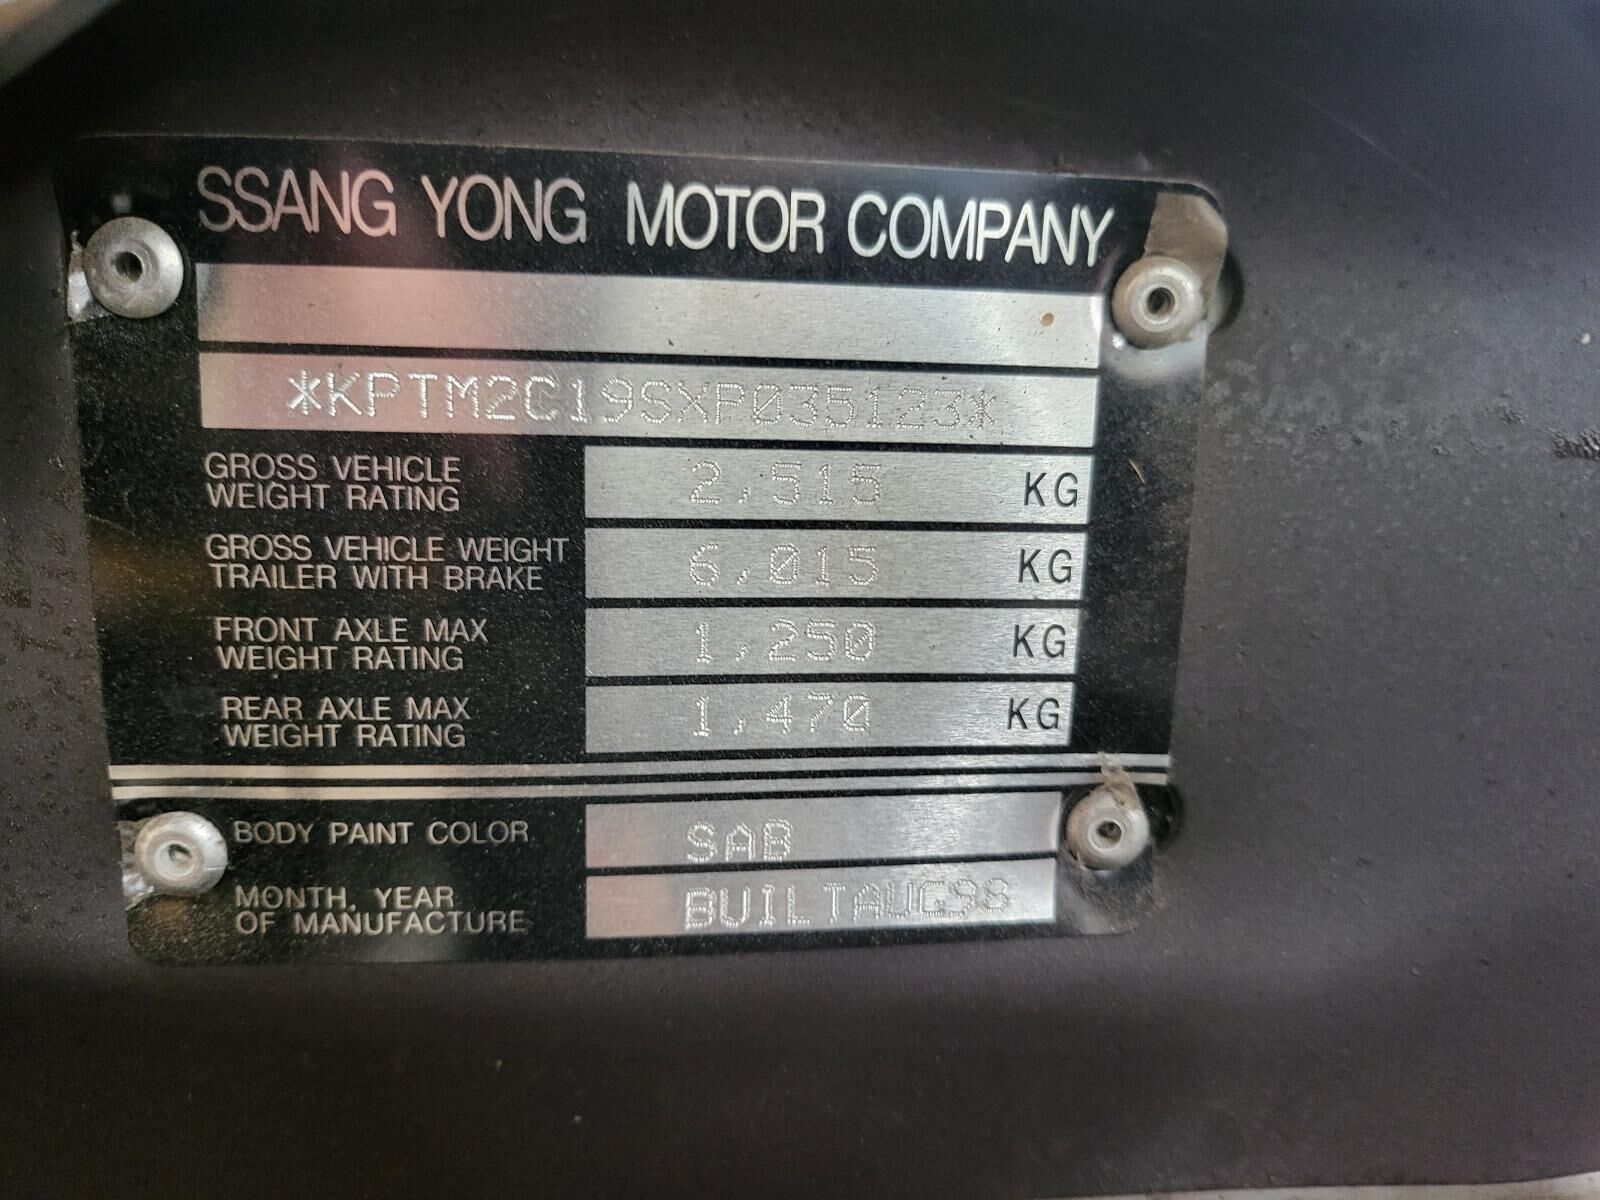 SSANG YONG MOTOR COMPANY
*KPTM2C19SXP035123*
GROSS VEHICLE
WEIGHT RATING
2,515 KG
GROSS VEHICLE WEIGHT
TRAILER WITH BRAKE
6,015 KG
FRONT AXLE MAX
WEIGHT RATING
1,250 KG
REAR AXLE MAX
WEIGHT RATING
1,470 KG
BODY PAINT COLOR
SAB
MONTH, YEAR
OF MANUFACTURE
BUILTAUG98